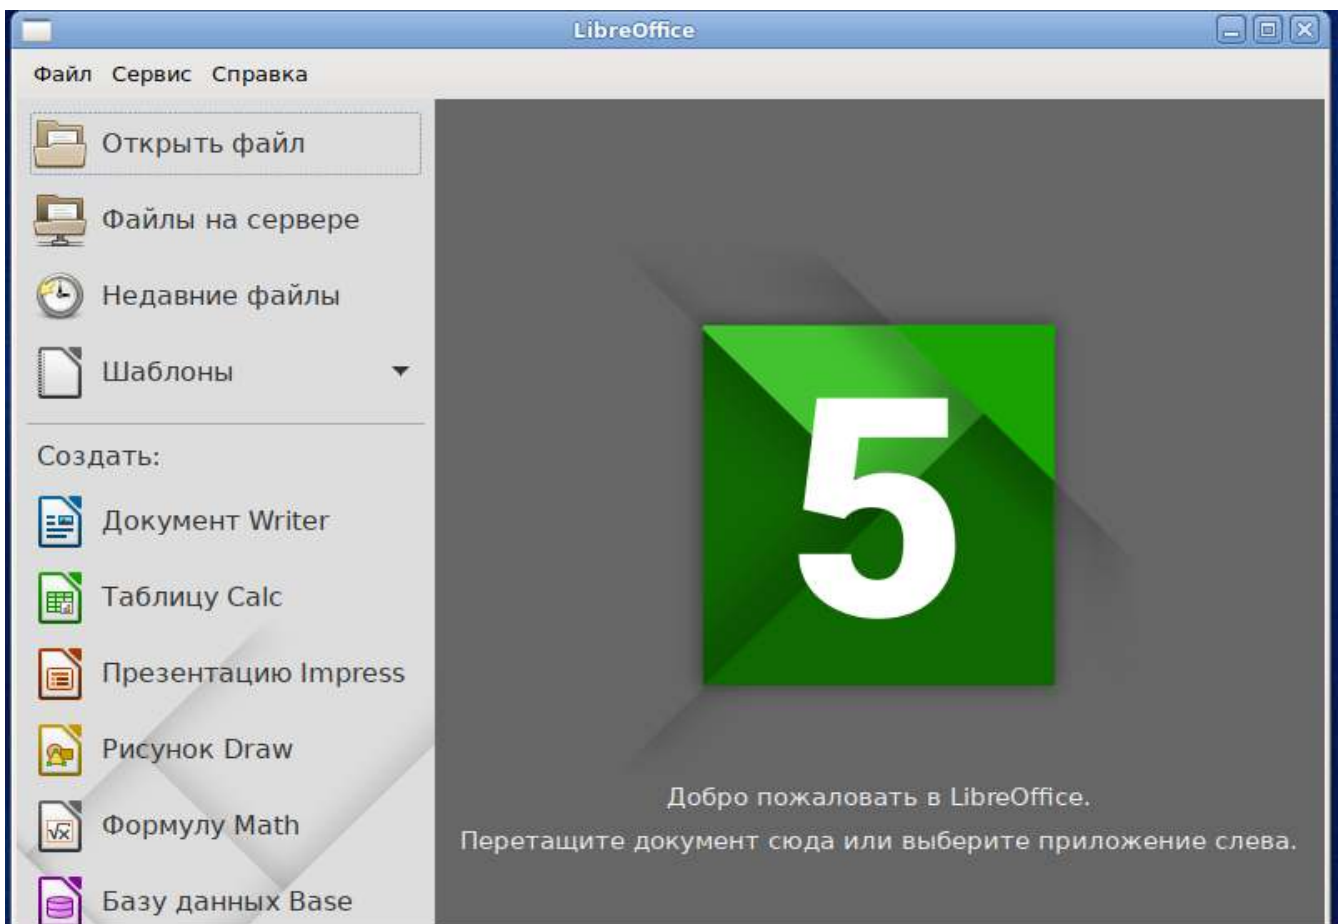 LibreOffice
Файл Сервис Справка
Открыть файл
Файлы на сервере
Недавние файлы
Шаблоны
Создать:
Документ Writer
Таблицу Calc
Презентацию Impress
Рисунок Draw
Формулу Math
Базу данных Base
5
Добро пожаловать в LibreOffice.
Перетащите документ сюда или выберите приложение слева.